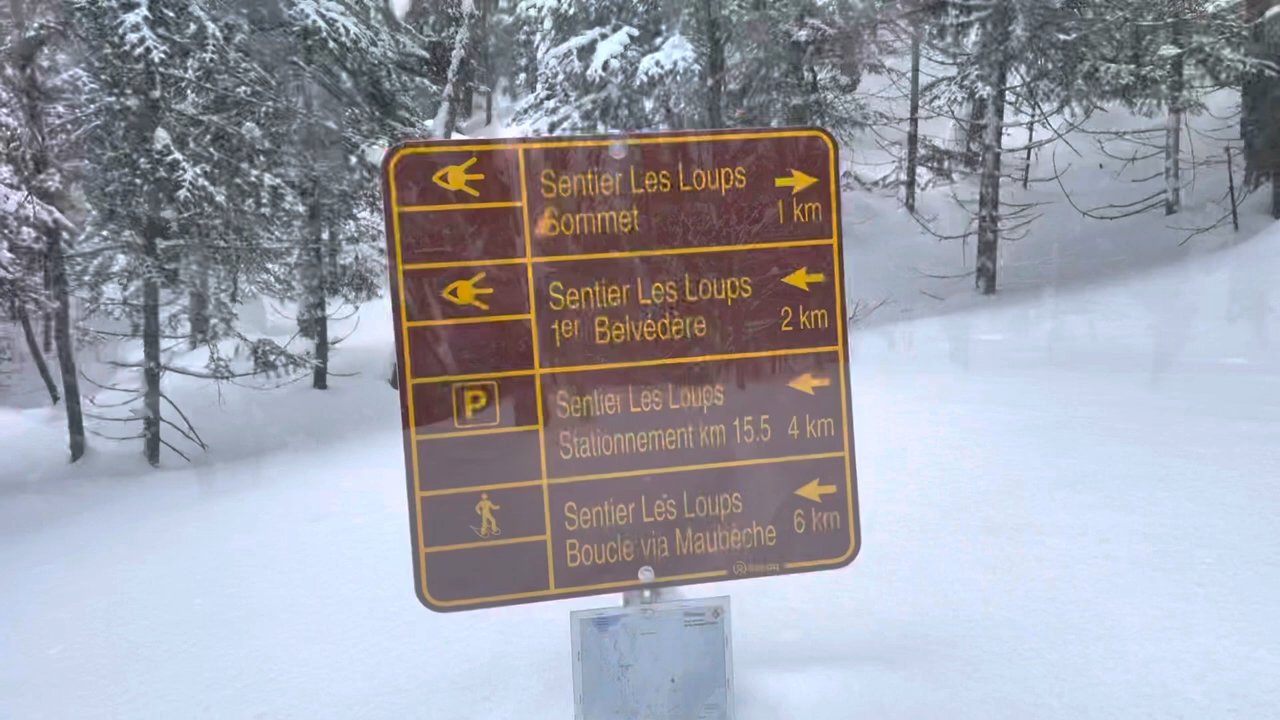 Sentier Les Loups
Sommet
1 km
Sentier Les Loups
1er Belvédère
2 km
P
Sentier Les Loups
Stationnement km 15.5 4 km
Sentier Les Loups
Boucle via Maubèche
6 km